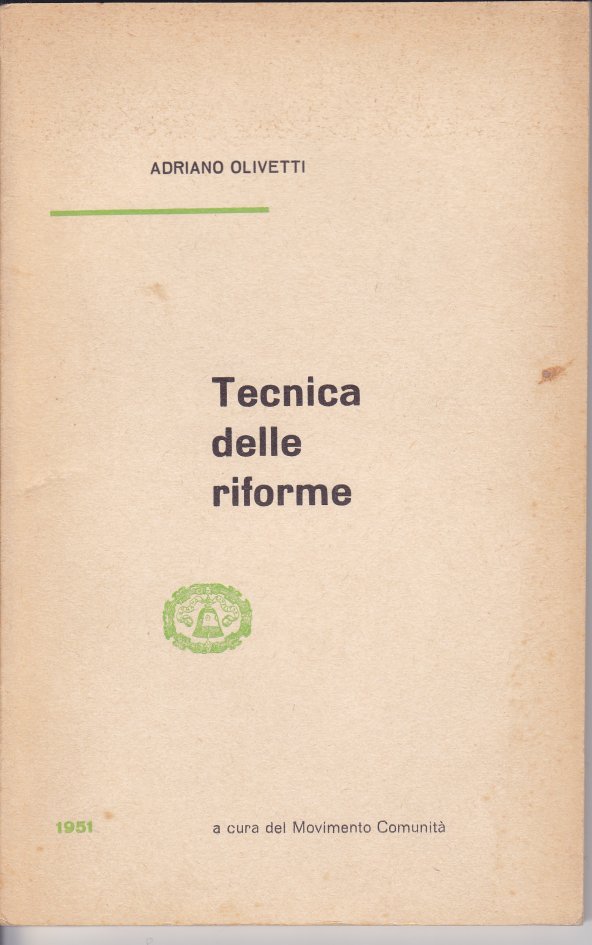 ADRIANO OLIVETTI
Tecnica
delle
riforme
1951
a cura del Movimento Comunità